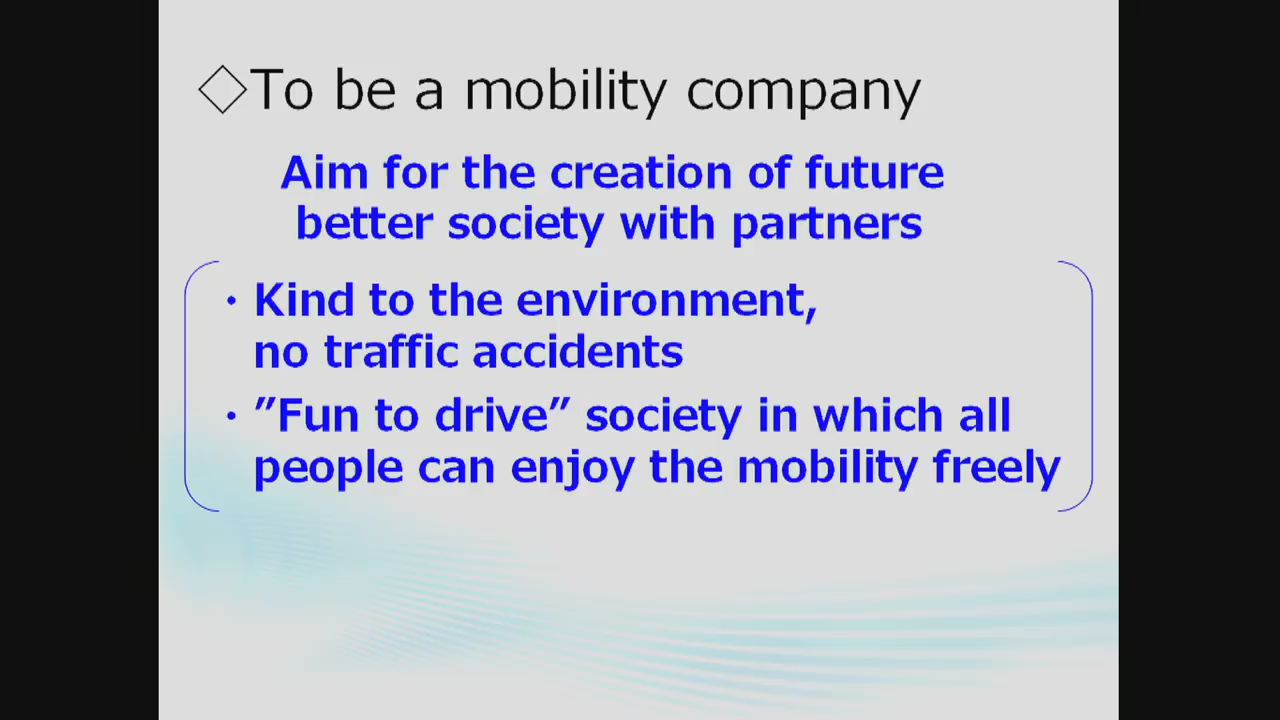 ◇To be a mobility company
Aim for the creation of future
better society with partners
・Kind to the environment,
no traffic accidents
・”Fun to drive” society in which all
people can enjoy the mobility freely